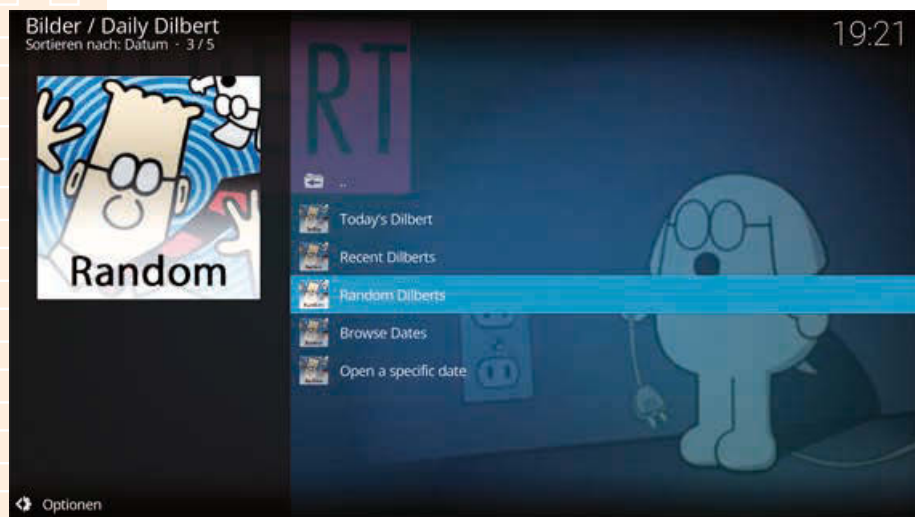 Bilder / Daily Dilbert
Sortieren nach: Datum · 3 / 5
19:21
RT
Random
..
Today's Dilbert
Recent Dilberts
Random Dilberts
Browse Dates
Open a specific date
Optionen